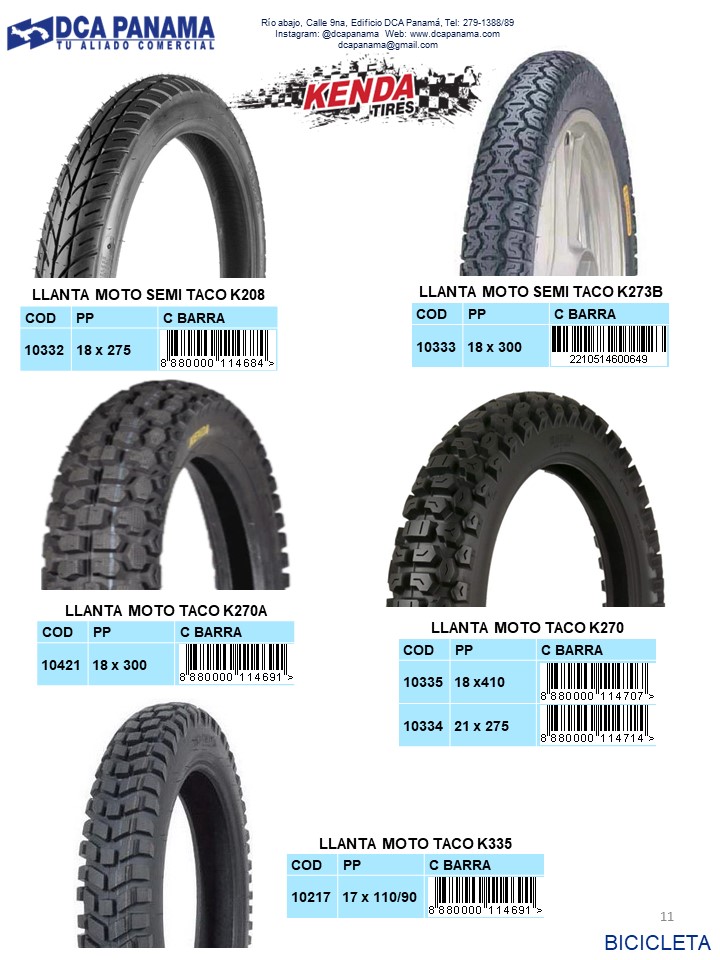 DCA PANAMA
TU ALIADO COMERCIAL
Río abajo, Calle 9na, Edificio DCA Panamá, Tel: 279-1388/89
Instagram: @dcapanama Web: www.dcapanama.com
dcapanama@gmail.com
KENDA
TIRES
LLANTA MOTO SEMI TACO K208
COD PP C BARRA
10332 18 x 275
8 880000 114684 >
LLANTA MOTO SEMI TACO K273B
COD PP C BARRA
10333 18 x 300
2210514600649
KENDA
LLANTA MOTO TACO K270A
COD PP C BARRA
10421 18 x 300
8 880000 114691 >
LLANTA MOTO TACO K270
COD PP C BARRA
10335 18 x410
8 880000 114707 >
10334 21 x 275
8 880000 114714 >
LLANTA MOTO TACO K335
COD PP C BARRA
10217 17 x 110/90
8 880000 114691 >
11
BICICLETA